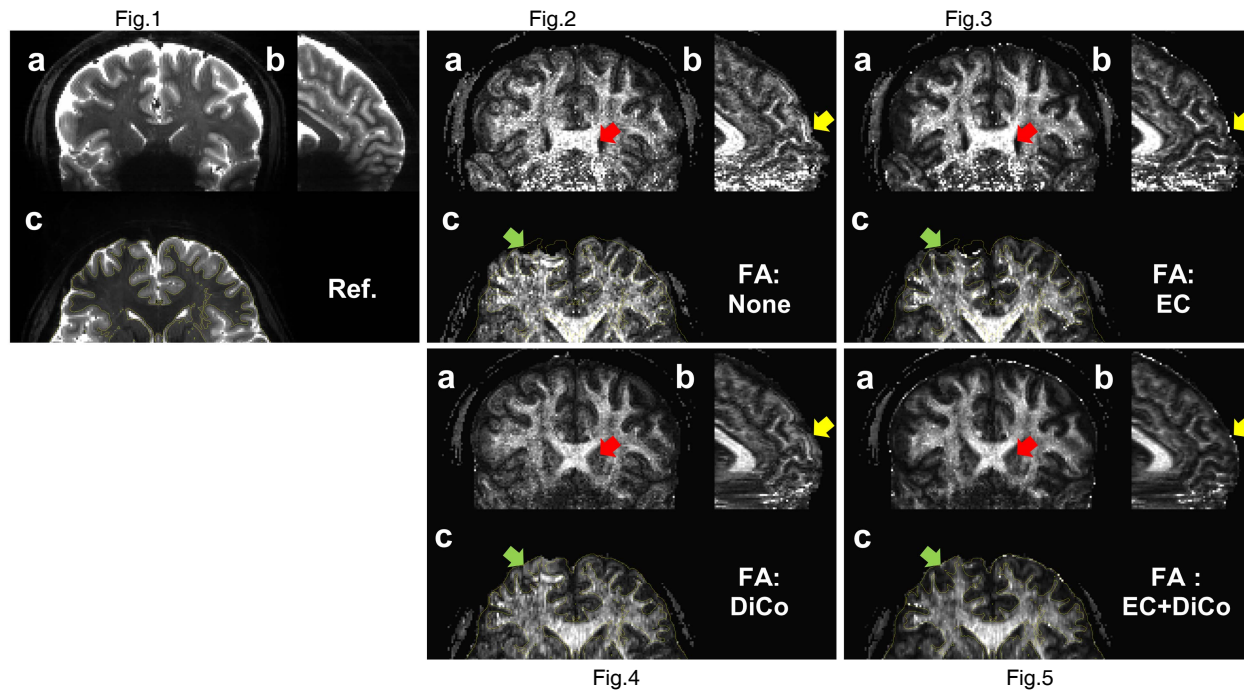 Fig.1
Fig.2
Fig.3
a
b
c
Ref.
a
b
c
FA:
None
a
b
c
FA:
EC
a
b
c
FA:
DiCo
a
b
c
FA :
EC+DiCo
Fig.4
Fig.5